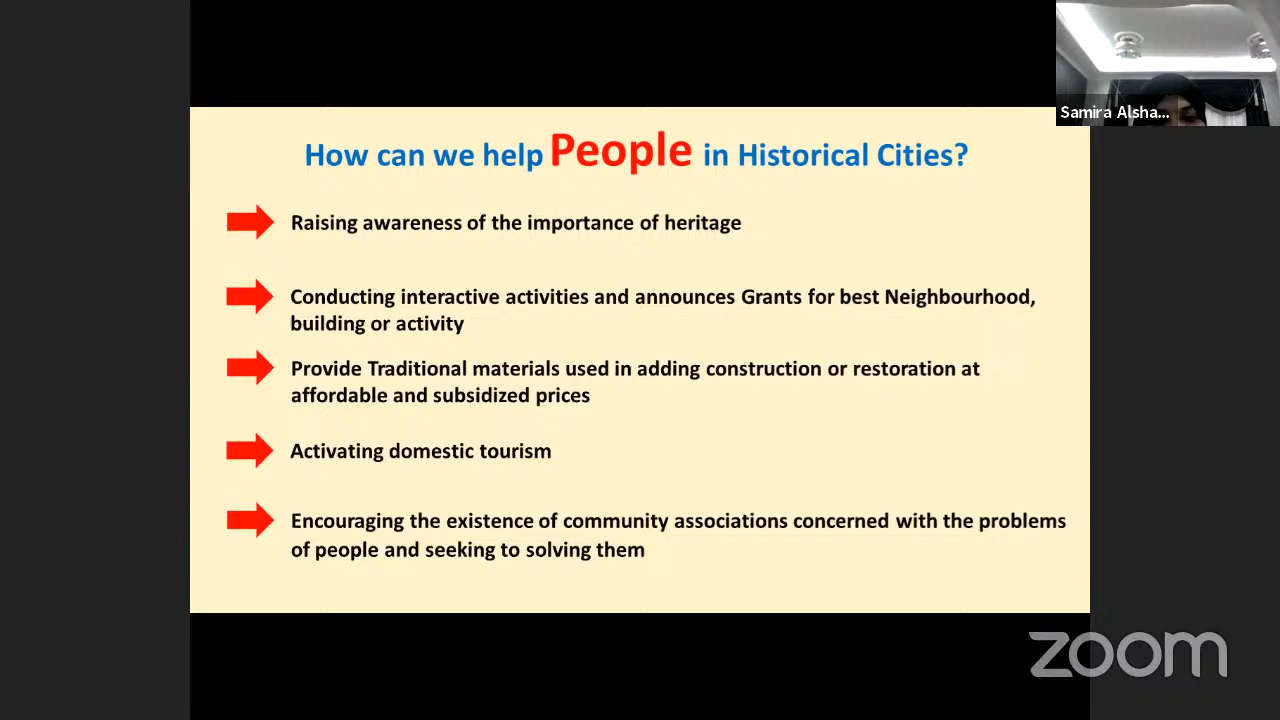 Samira Alsha...
How can we help People in Historical Cities?
Raising awareness of the importance of heritage
Conducting interactive activities and announces Grants for best Neighbourhood,
building or activity
Provide Traditional materials used in adding construction or restoration at
affordable and subsidized prices
Activating domestic tourism
Encouraging the existence of community associations concerned with the problems
of people and seeking to solving them
zoom